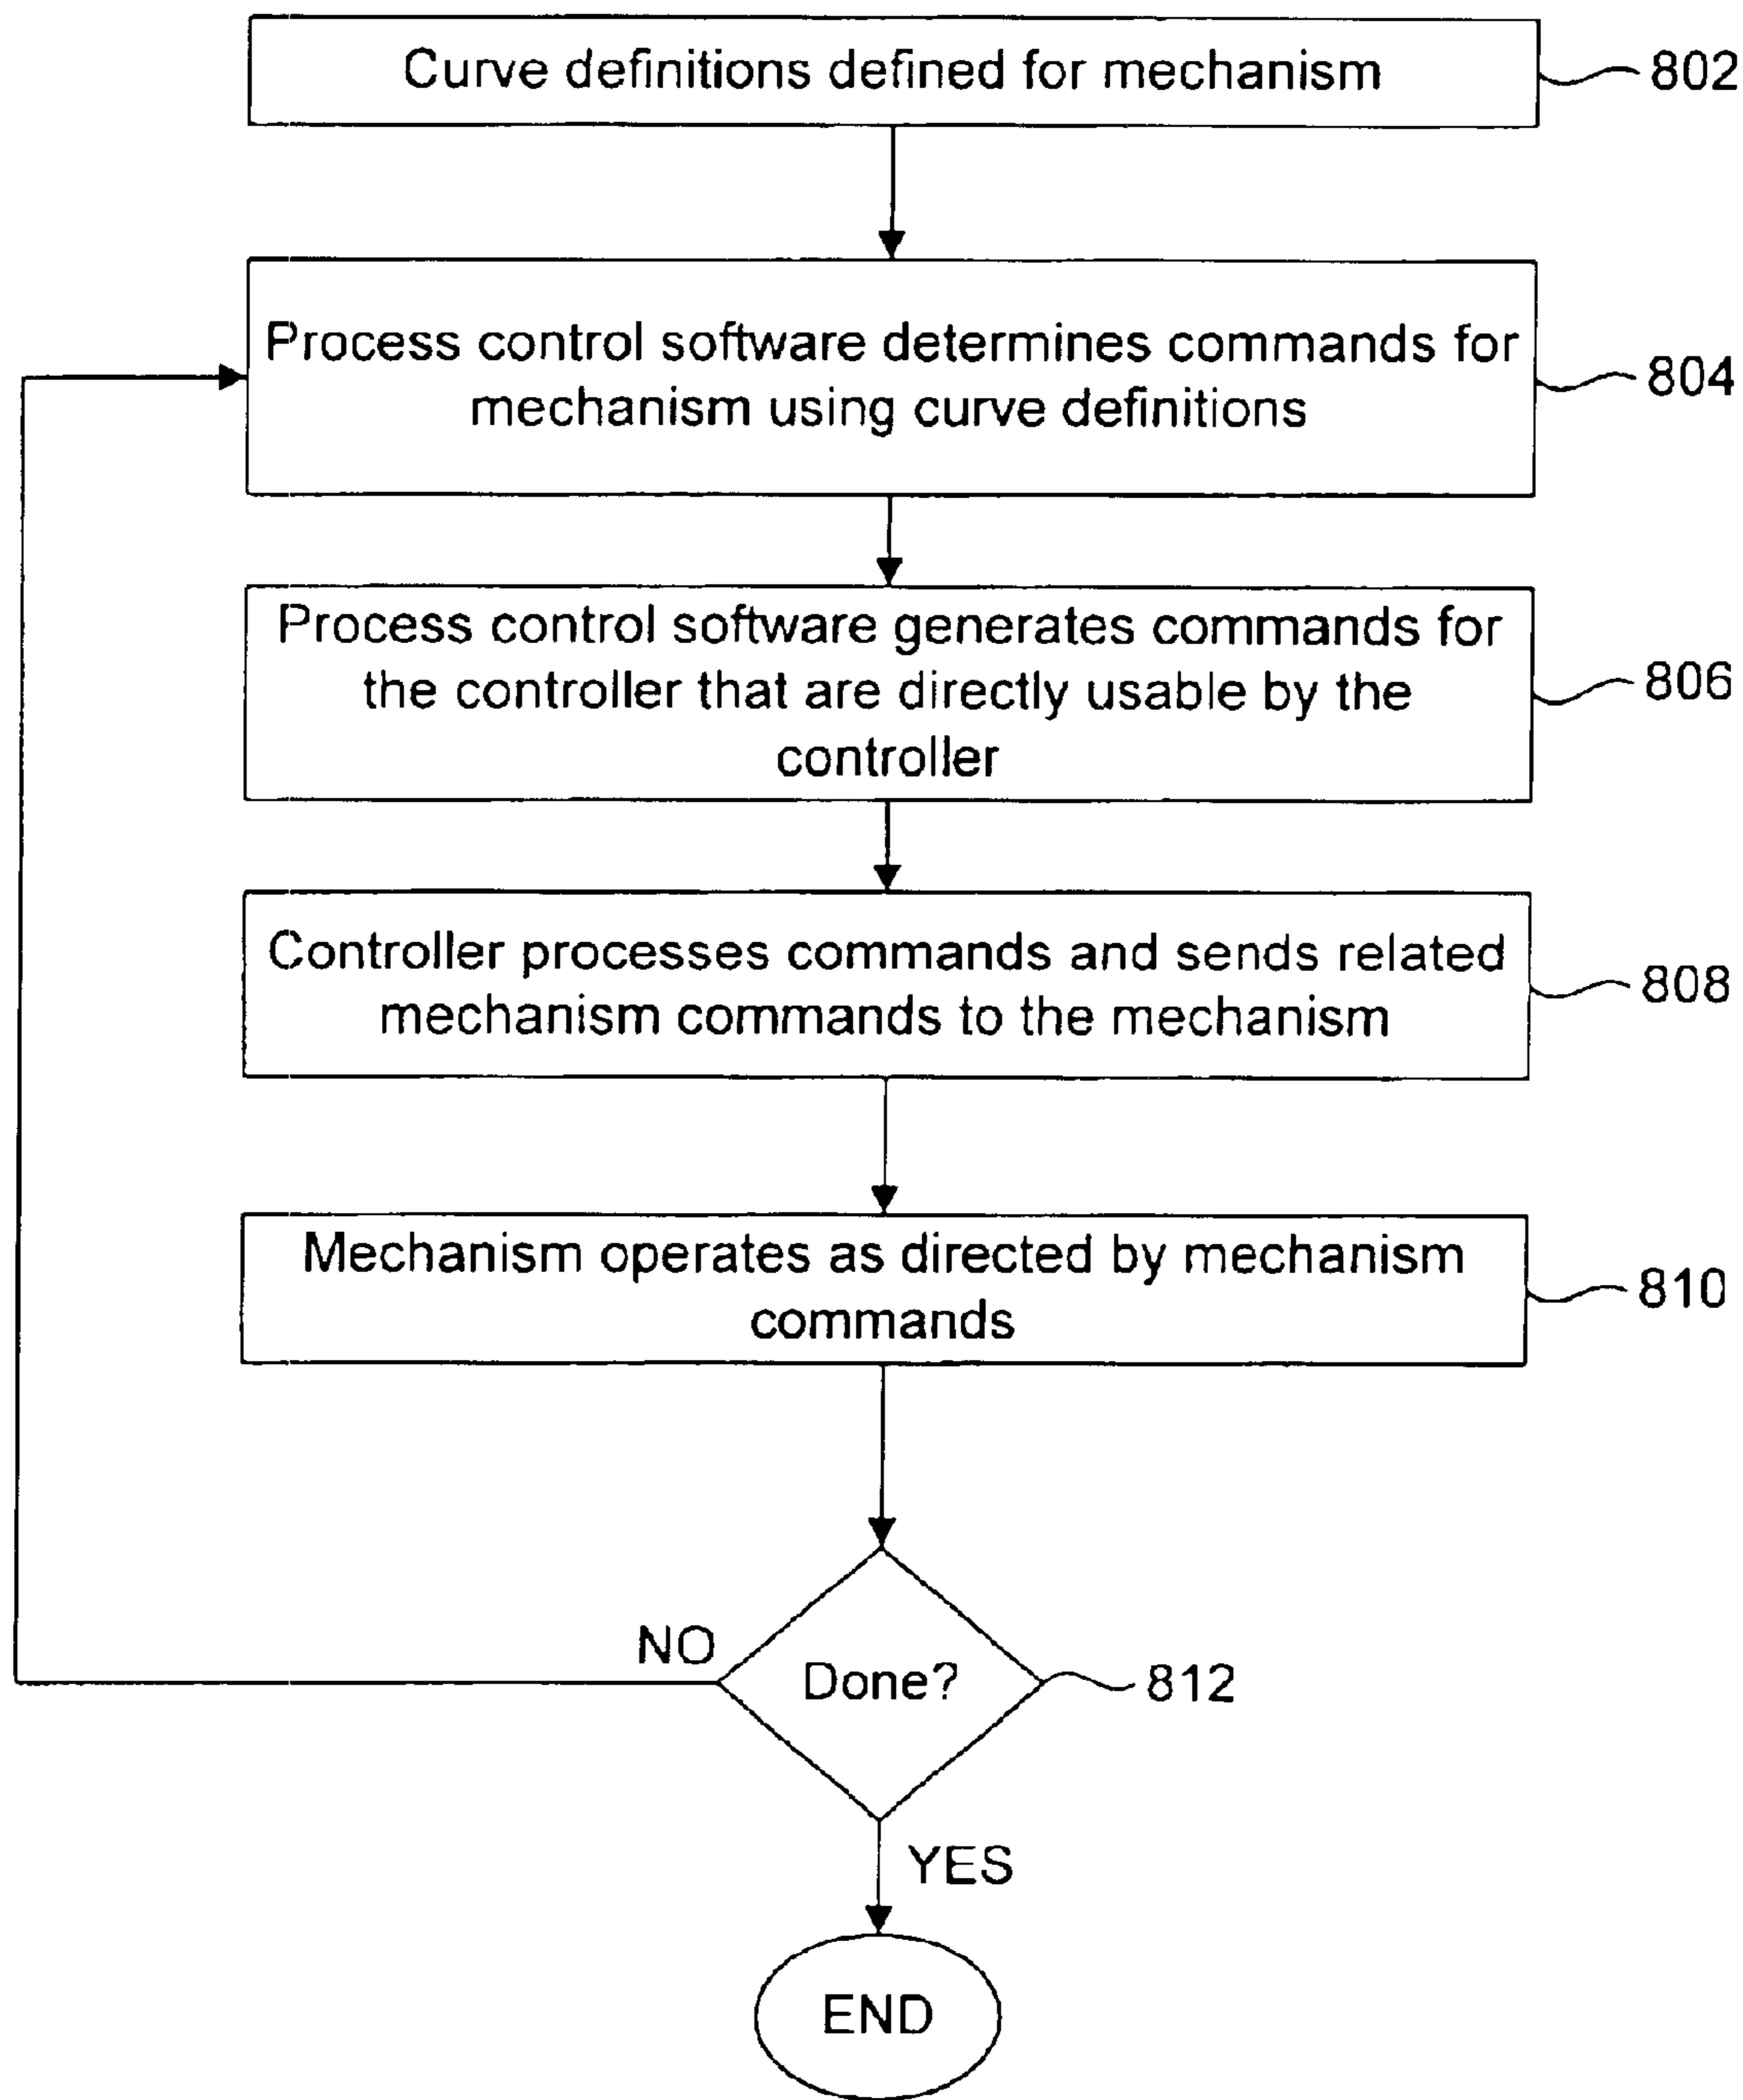 Curve definitions defined for mechanism
802
Process control software determines commands for
mechanism using curve definitions
804
Process control software generates commands for
the controller that are directly usable by the
controller
806
Controller processes commands and sends related
mechanism commands to the mechanism
808
Mechanism operates as directed by mechanism
commands
810
NO
Done?
812
YES
END